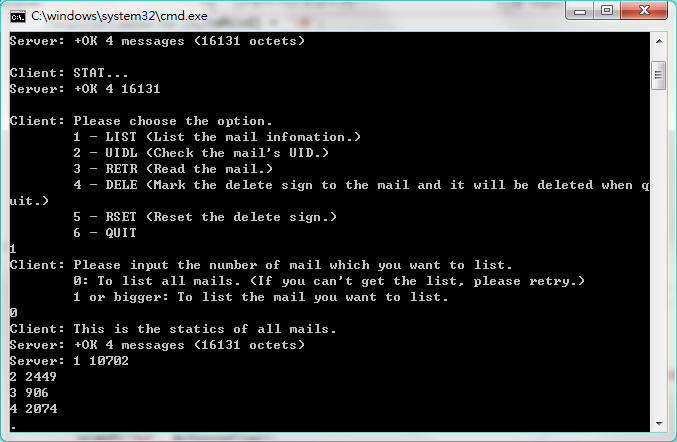 C:\windows\system32\cmd.exe
Server: +OK 4 messages (16131 octets)
Client: STAT...
Server: +OK 4 16131
Client: Please choose the option.
1 - LIST (List the mail infomation.)
2 - UIDL (Check the mail's UID.)
3 - RETR (Read the mail.)
4 - DELE (Mark the delete sign to the mail and it will be deleted when q
uit.)
5 - RSET (Reset the delete sign.)
6 - QUIT
1
Client: Please input the number of mail which you want to list.
0: To list all mails. (If you can't get the list, please retry.)
1 or bigger: To list the mail you want to list.
0
Client: This is the statics of all mails.
Server: +OK 4 messages (16131 octets)
Server: 1 10702
2 2449
3 906
4 2074
.